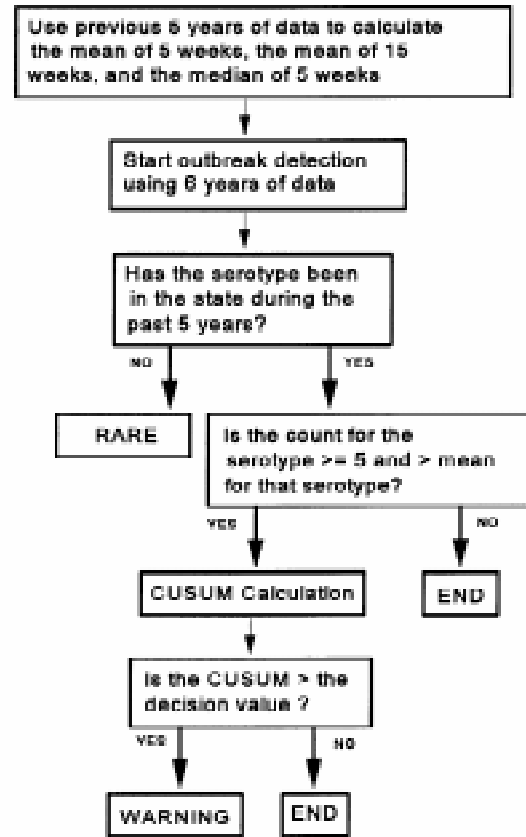 Use previous 5 years of data to calculate
the mean of 5 weeks, the mean of 15
weeks, and the median of 5 weeks
Start outbreak detection
using 6 years of data
Has the serotype been
in the state during the
past 5 years?
NO
YES
RARE
Is the count for the
serotype >= 5 and > mean
for that serotype?
YES
NO
CUSUM Calculation
END
Is the CUSUM > the
decision value ?
YES
NO
WARNING
END